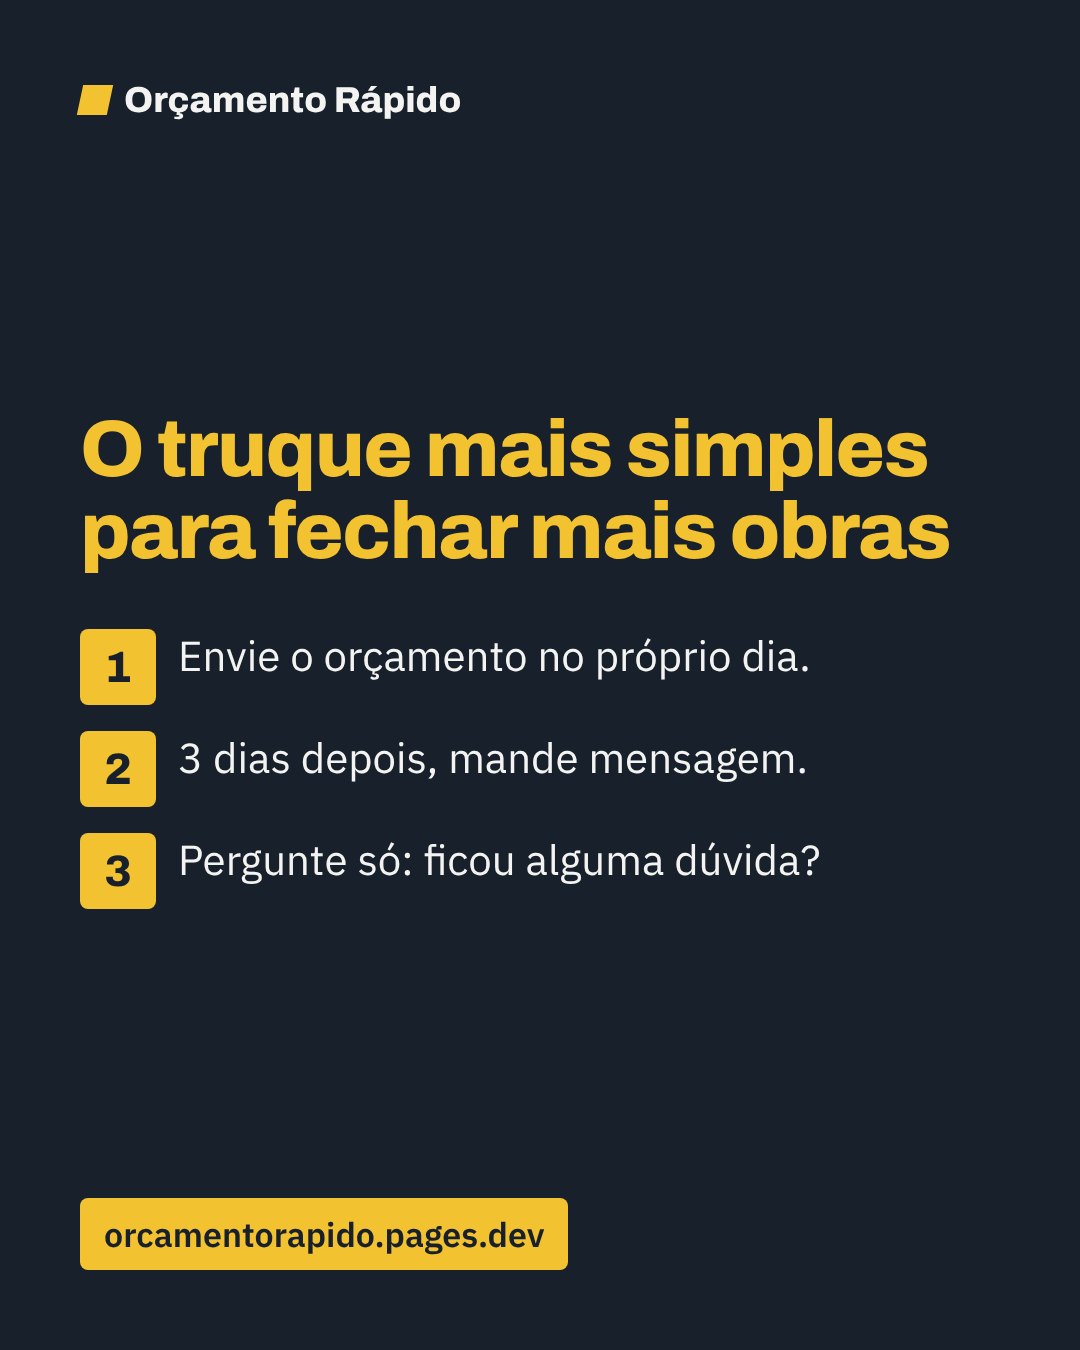 Orçamento Rápido
O truque mais simples
para fechar mais obras
1 Envie o orçamento no próprio dia.
2 3 dias depois, mande mensagem.
3 Pergunte só: ficou alguma dúvida?
orcamentorapido.pages.dev